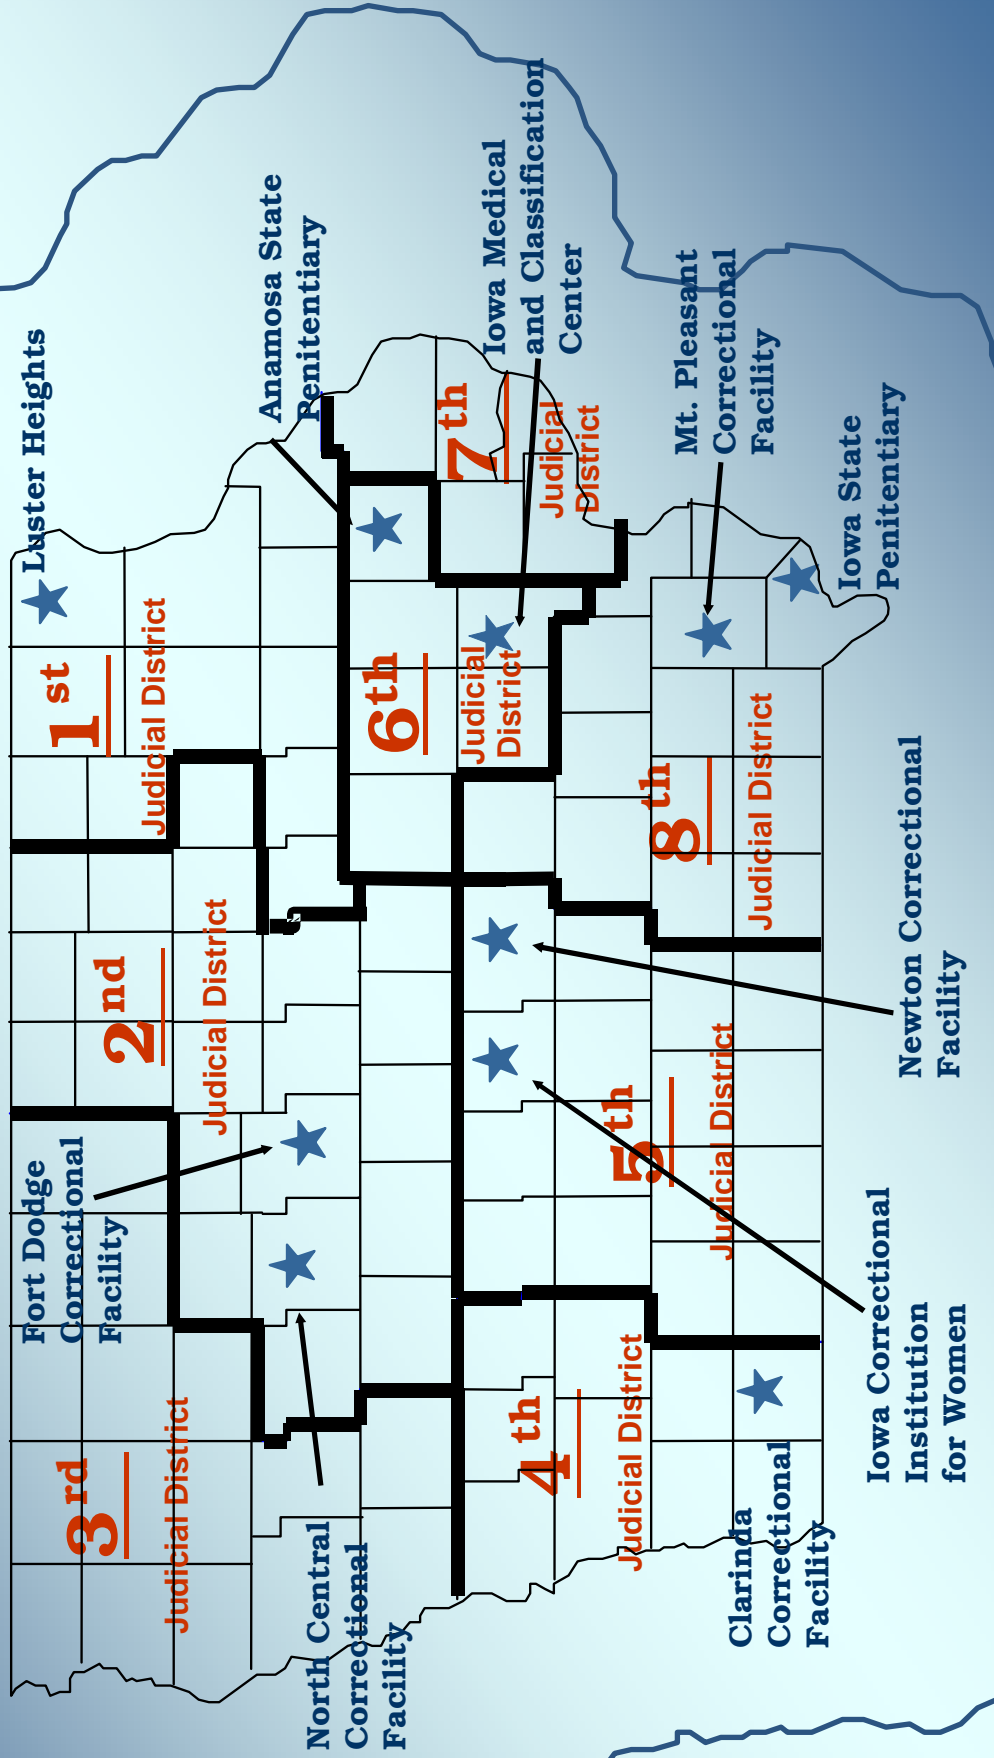 Luster Heights
Fort Dodge
Correctional
Facility
1st
Judicial District
2nd
Judicial District
3rd
Judicial District
Anamosa State
Penitentiary
North Central
Correctional
Facility
6th
Judicial
District
7th
Judicial
District
Iowa Medical
and Classification
Center
4th
Judicial District
5th
Judicial District
8th
Judicial District
Mt. Pleasant
Correctional
Facility
Clarinda
Correctional
Facility
Iowa State
Penitentiary
Iowa Correctional
Institution
for Women
Newton Correctional
Facility